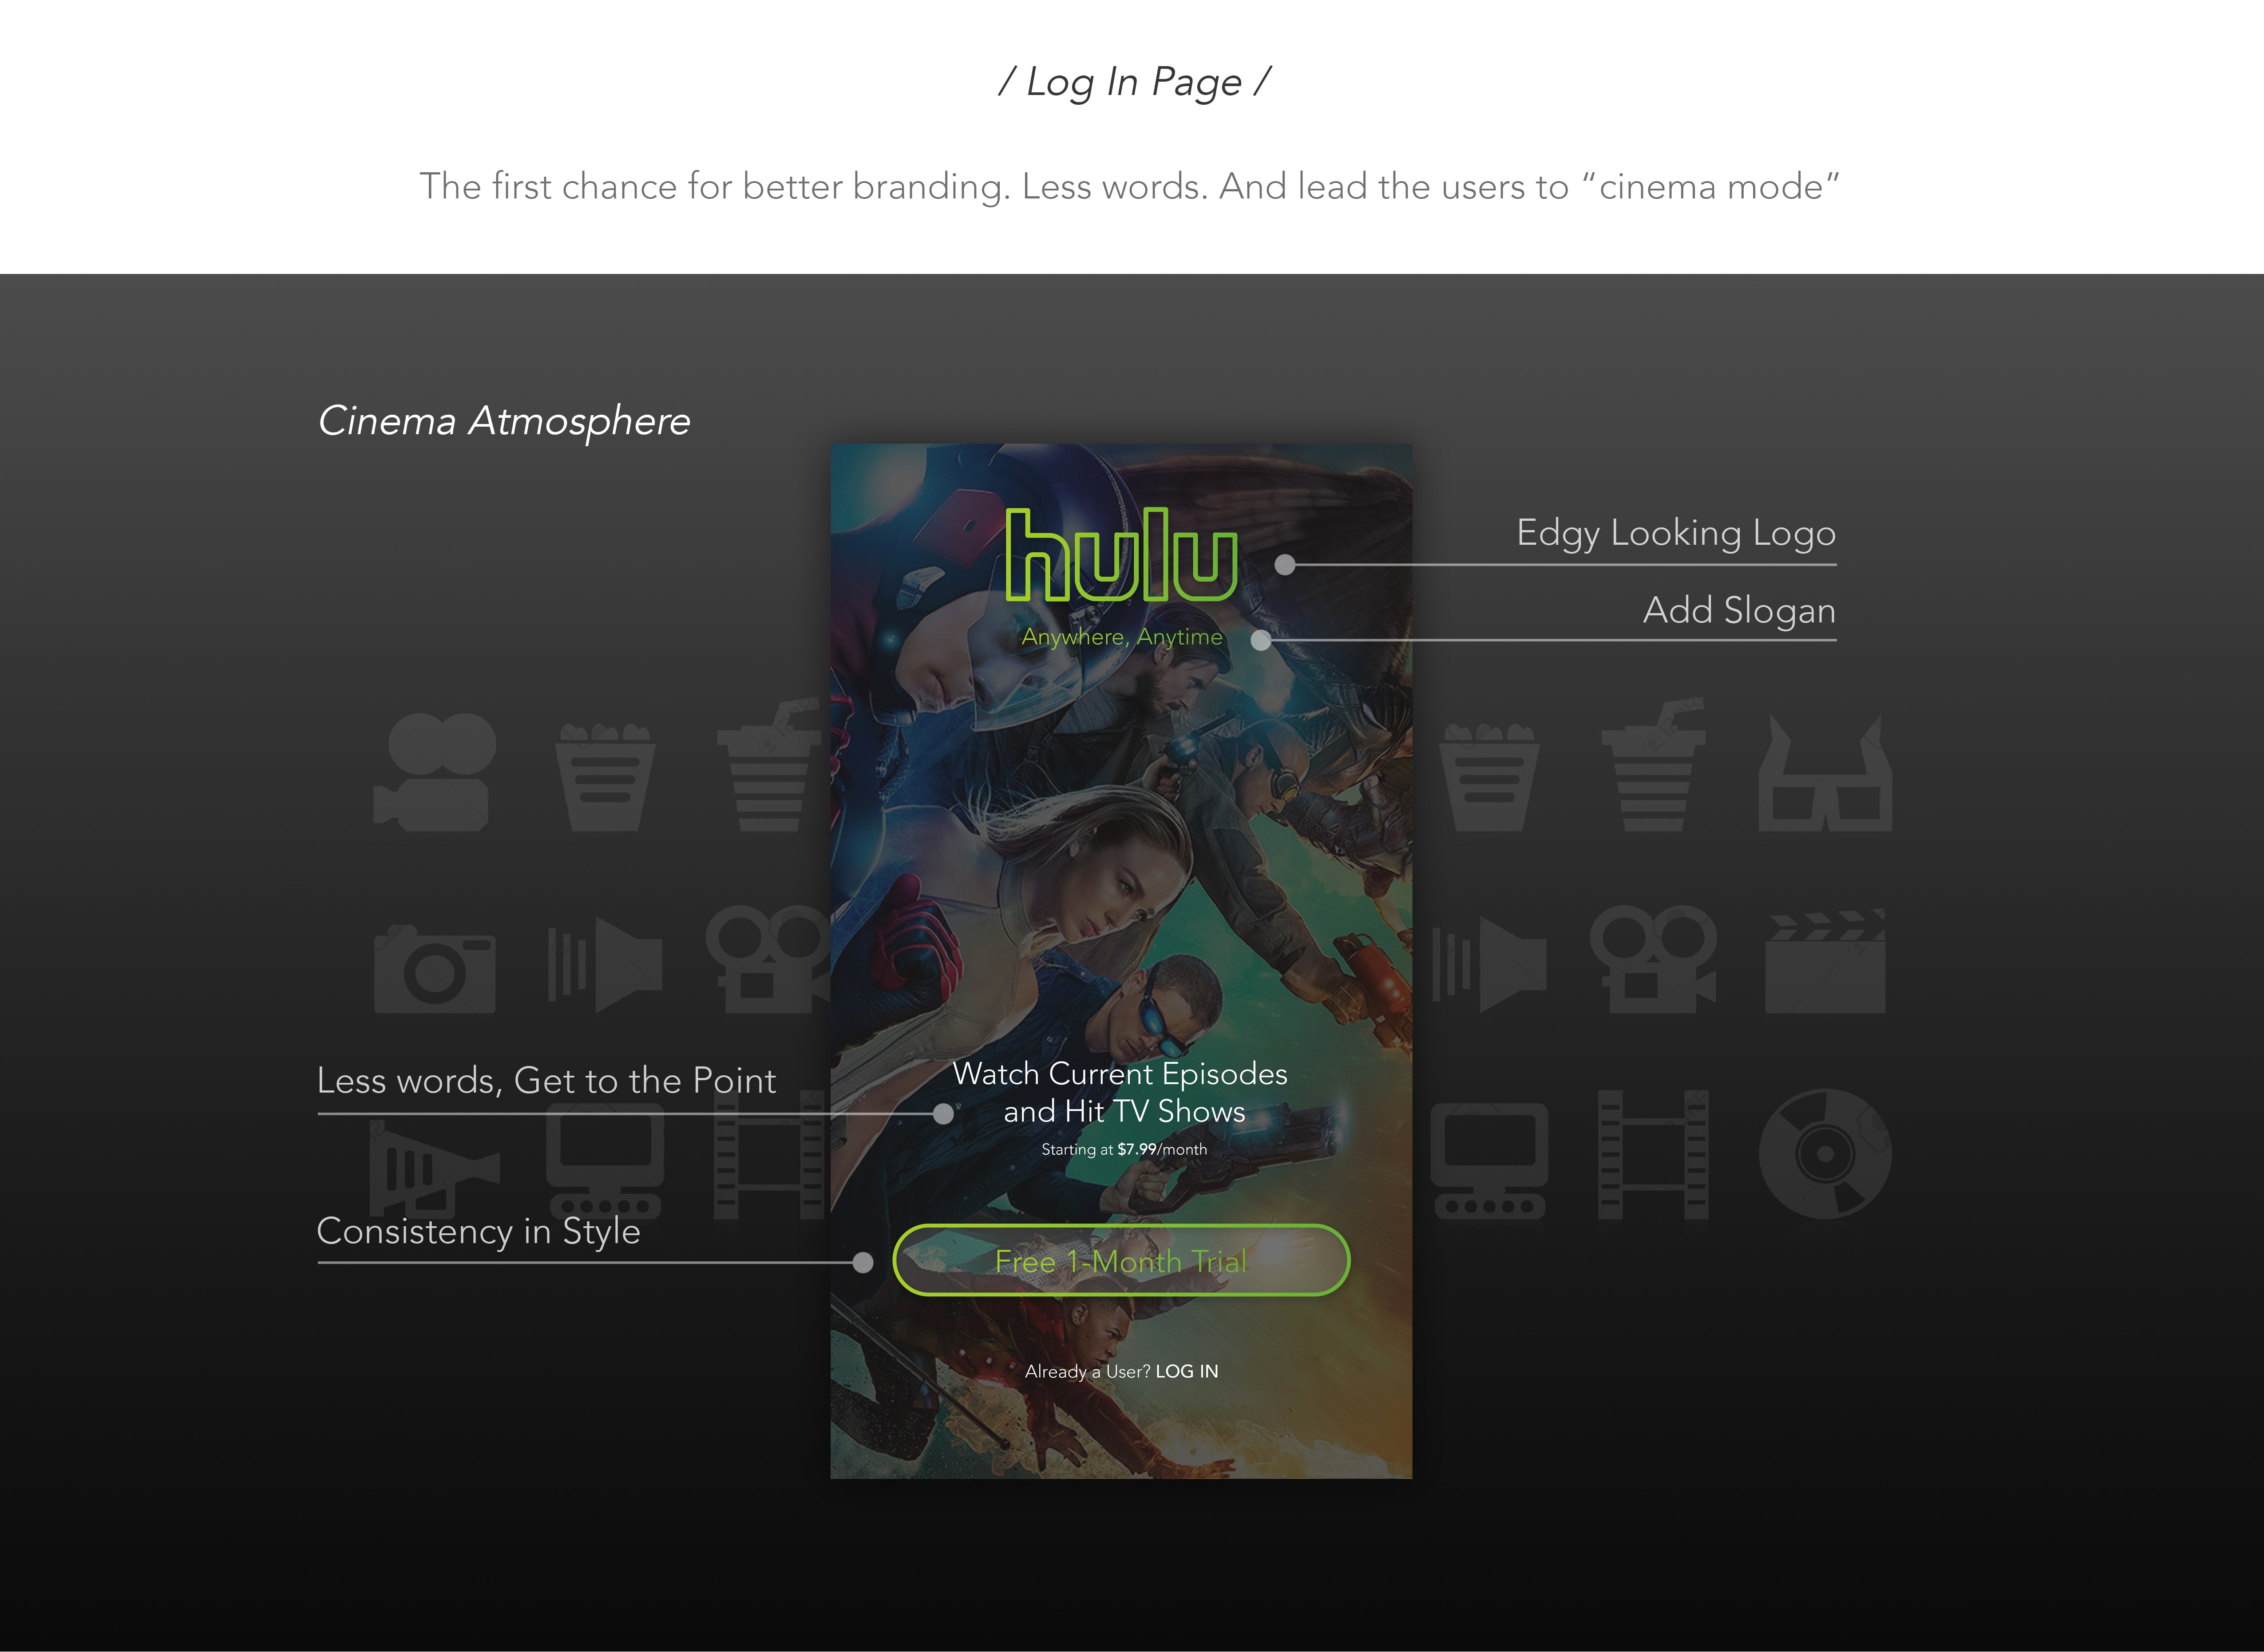 / Log In Page /
The first chance for better branding. Less words. And lead the users to “cinema mode”
Cinema Atmosphere
hulu
Edgy Looking Logo
Anywhere, Anytime
Add Slogan
Less words, Get to the Point
Watch Current Episodes
and Hit TV Shows
Starting at $7.99/month
Consistency in Style
Free 1-Month Trial
Already a User? LOG IN